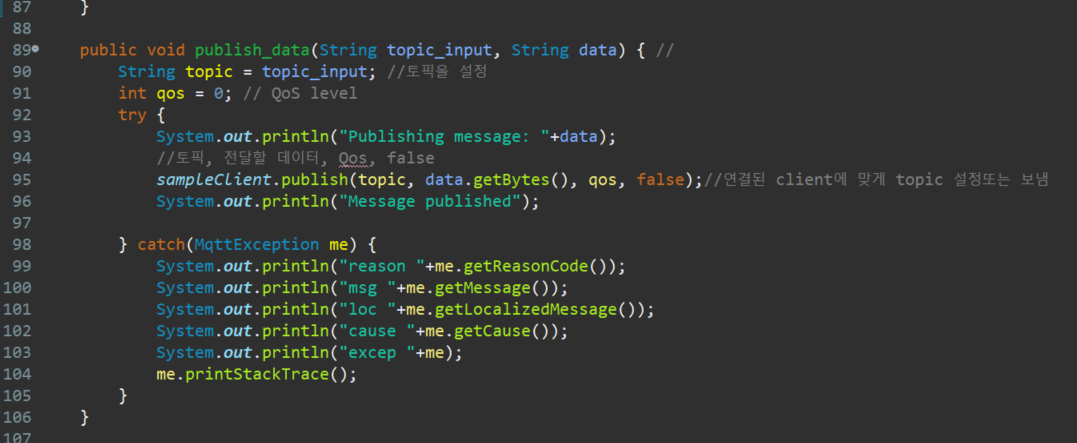 87 }
88
89 public void publish_data(String topic_input, String data) { //
90 String topic = topic_input; //토픽을 설정
91 int qos = 0; // QoS level
92 try {
93 System.out.println("Publishing message: "+data);
94 //토픽, 전달할 데이터, Qos, false
95 sampleClient.publish(topic, data.getBytes(), qos, false);//연결된 client에 맞게 topic 설정또는 보냄
96 System.out.println("Message published");
97
98 } catch(MqttException me) {
99 System.out.println("reason "+me.getReasonCode());
100 System.out.println("msg "+me.getMessage());
101 System.out.println("loc "+me.getLocalizedMessage());
102 System.out.println("cause "+me.getCause());
103 System.out.println("excep "+me);
104 me.printStackTrace();
105 }
106 }
107